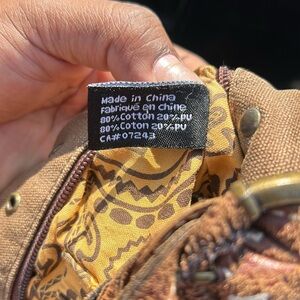 Made in China
Fabriqué en chine
80%Cotton 20%PU
80%Coton 20%PU
CA# 07243